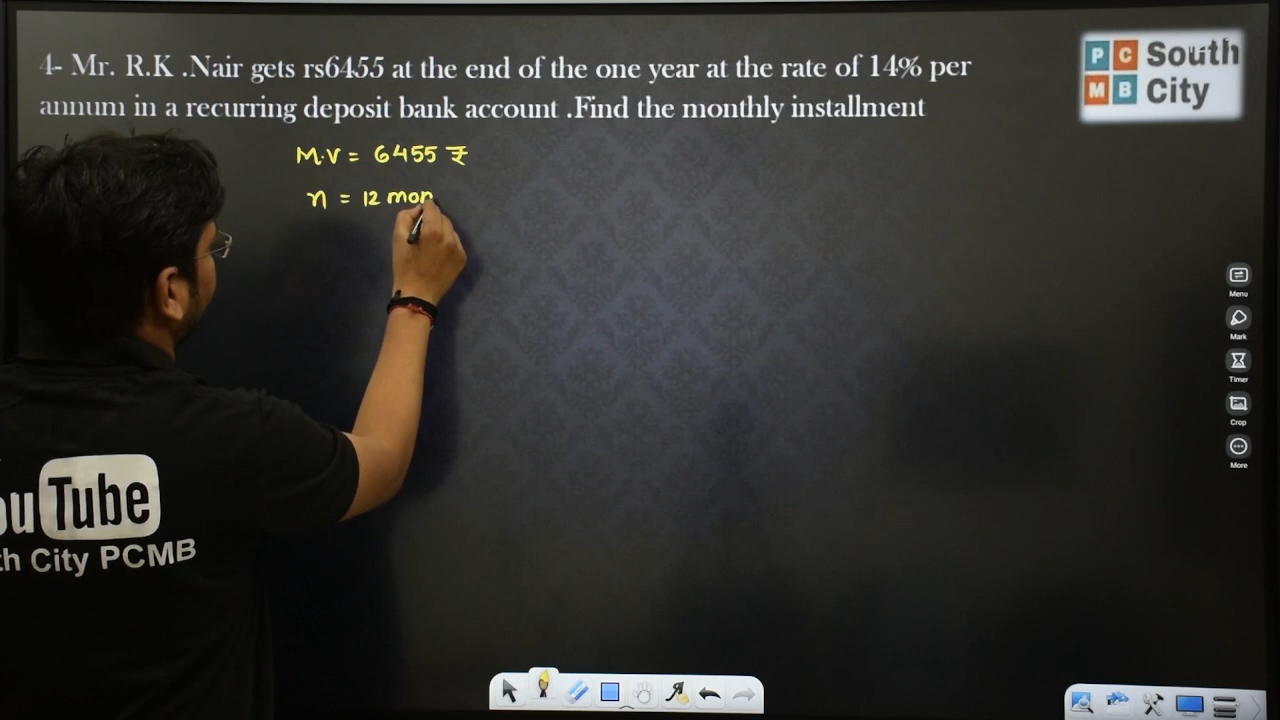 4- Mr. R.K .Nair gets rs6455 at the end of the one year at the rate of 14% per
annum in a recurring deposit bank account .Find the monthly installment
P C
M B
South
City
M.V = 6455 ₹
n = 12 mon
Menu
Mark
Timer
Crop
More
ou Tube
th City PCMB